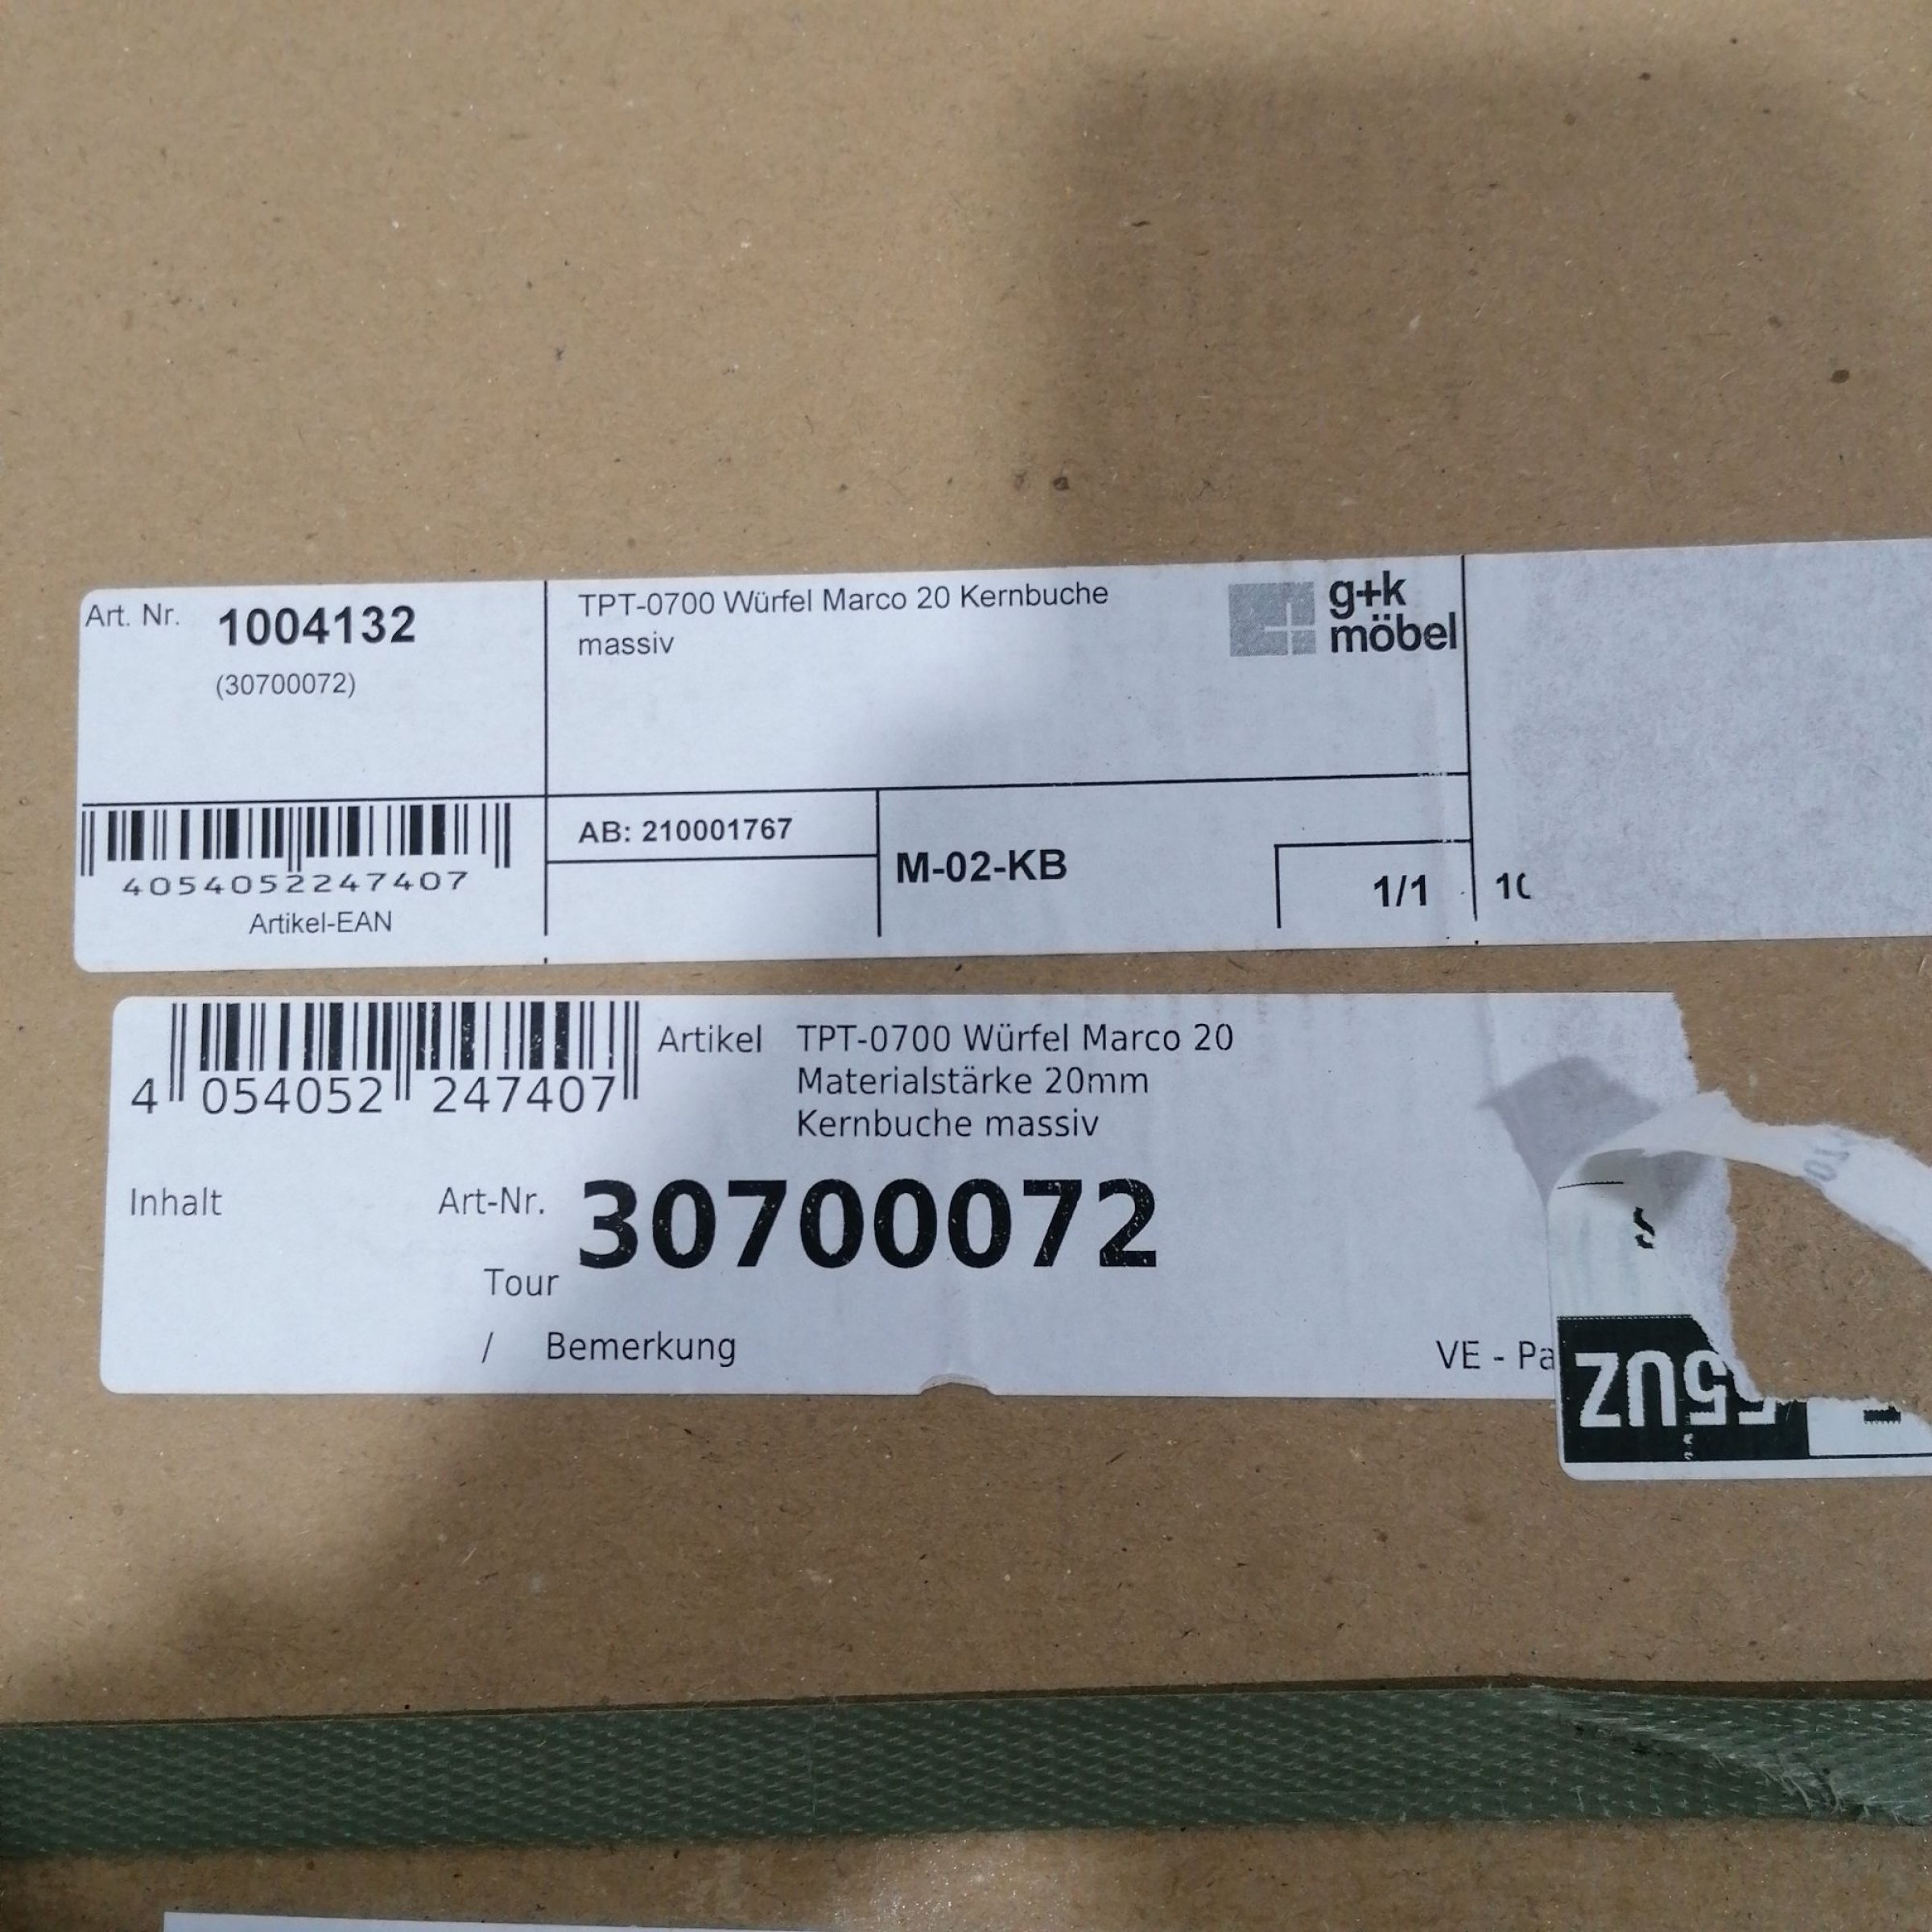 Art. Nr. 1004132
(30700072)
TPT-0700 Würfel Marco 20 Kernbuche
massiv
g+k
möbel
4054052247407
Artikel-EAN
AB: 210001767
M-02-KB
1/1
4 054052 247407
Artikel TPT-0700 Würfel Marco 20
Materialstärke 20mm
Kernbuche massiv
Inhalt
Art-Nr. 30700072
Tour
/ Bemerkung
VE - Pa